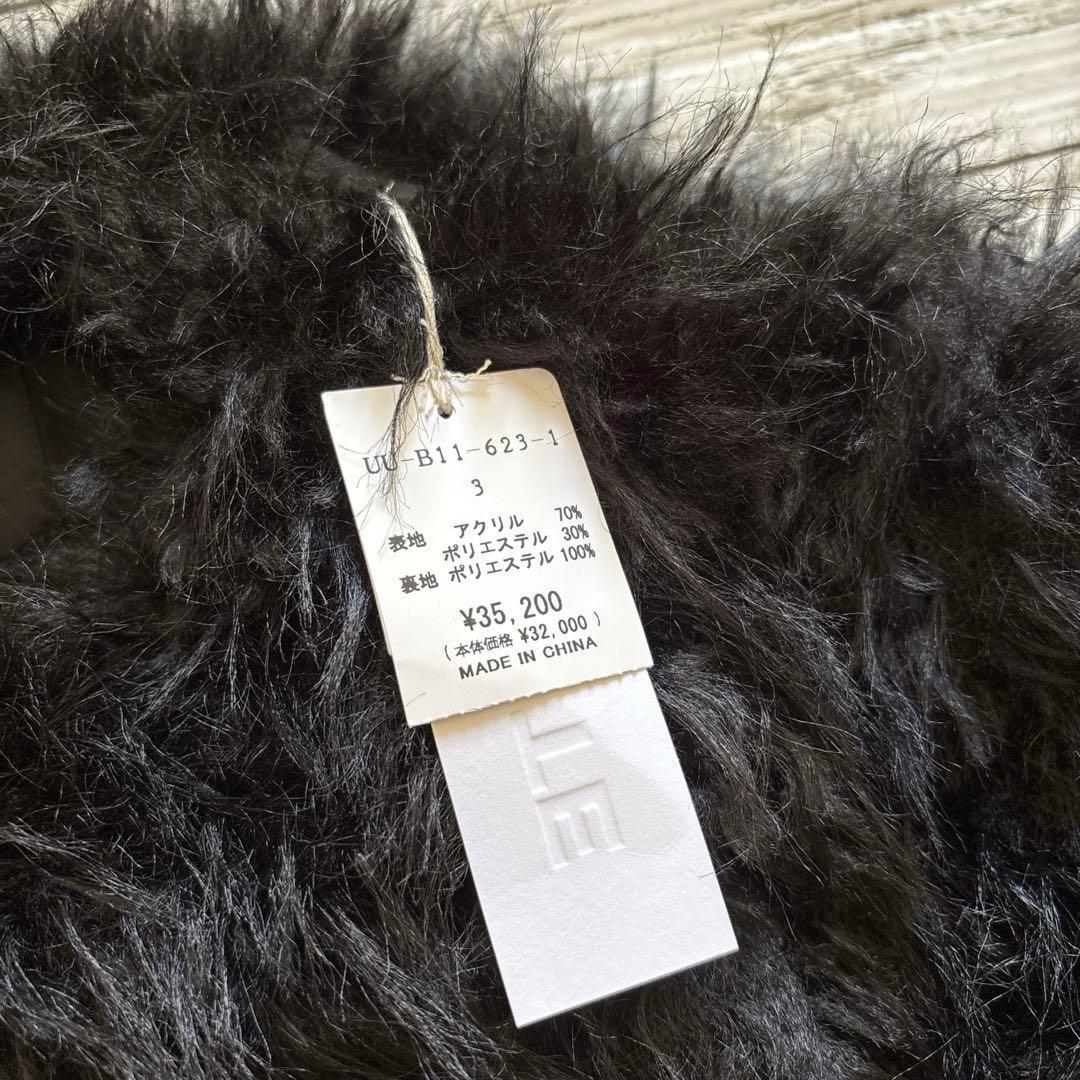 UU-B11-623-1
3
表地 アクリル 70%
ポリエステル 30%
裏地 ポリエステル 100%
¥35,200
(本体価格 ¥32,000)
MADE IN CHINA
LE